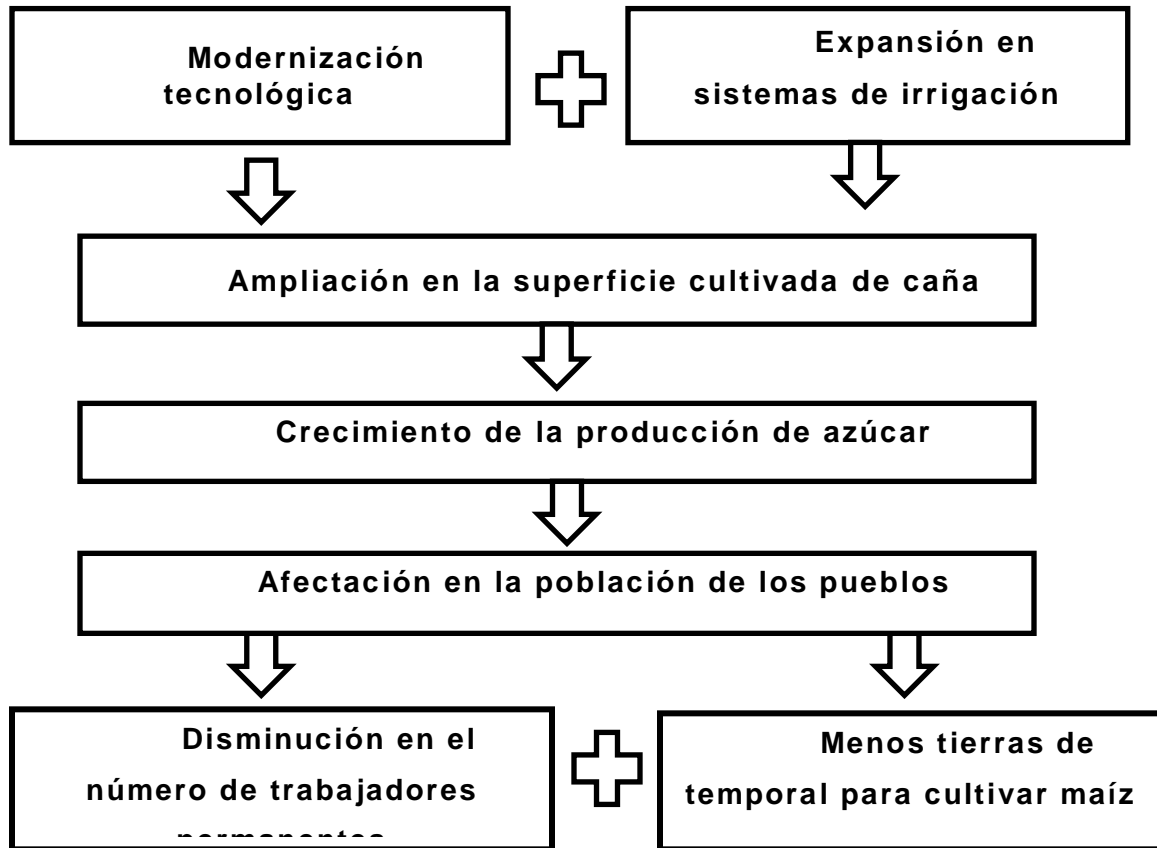 Modernización
tecnológica
Expansión en
sistemas de irrigación
Ampliación en la superficie cultivada de caña
Crecimiento de la producción de azúcar
Afectación en la población de los pueblos
Disminución en el
número de trabajadores
permanentes
Menos tierras de
temporal para cultivar maíz